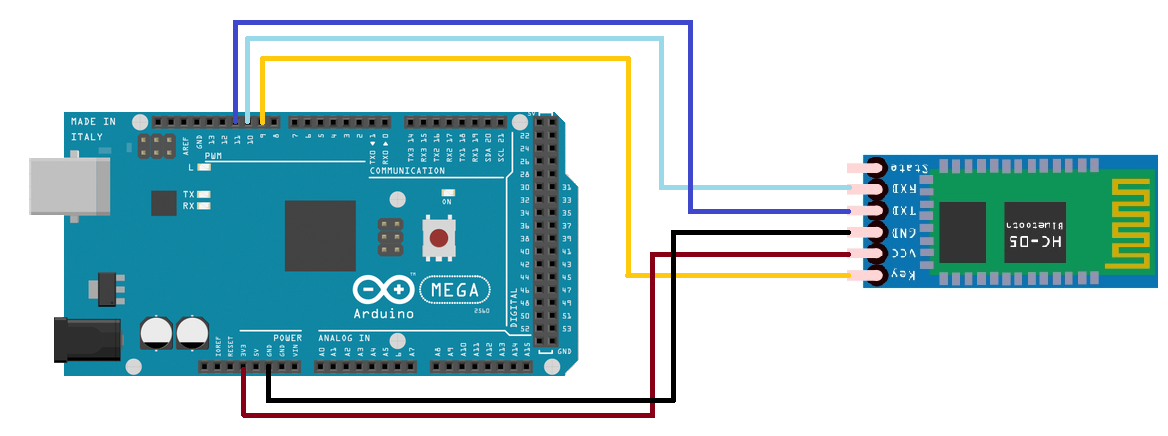 5V
MADE IN
ITALY
AREF
GND
13
12
11
10
9
8
7
6
5
4
3
2
TX0 ▶ 1
RX0 ◀ 0
TX3 14
RX3 15
TX2 16
RX2 17
TX1 18
RX1 19
SDA 20
SCL 21
PWM
COMMUNICATION
L
TX
RX
ON
22
24
26
28
30
32
34
36
38
40
42
44
46
48
50
52
31
33
35
37
39
41
43
45
47
49
51
53
GND
DIGITAL
TM
MEGA
Arduino
2560
POWER
ANALOG IN
IOREF
RESET
3V3
5V
GND
GND
VIN
A0
A1
A2
A3
A4
A5
6
A7
A8
A9
A10
A11
A12
A13
A14
A15
State
RXD
TXD
GND
VCC
Key
HC-05
Bluetooth